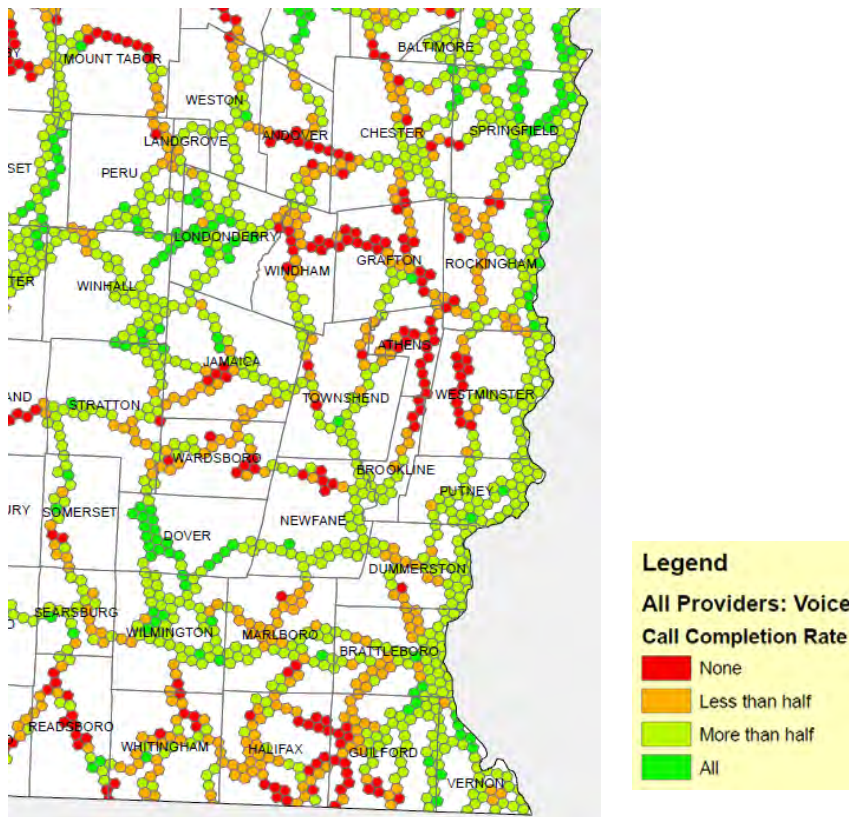 BALTIMORE
BY
MOUNT TABOR
WESTON
ANDOVER
CHESTER
SPRINGFIELD
LANDGROVE
SET
PERU
LONDONDERRY
WINDHAM
GRAFTON
ROCKINGHAM
TER
WINHALL
ATHENS
JAMAICA
AND
STRATTON
TOWNSHEND
WESTMINSTER
WARDSBORO
BROOKLINE
PUTNEY
URY
SOMERSET
NEWFANE
DOVER
DUMMERSTON
SEARSBURG
WILMINGTON
MARLBORO
BRATTLEBORO
READSBORO
WHITINGHAM
HALIFAX
GUILFORD
VERNON
Legend
All Providers: Voice
Call Completion Rate
None
Less than half
More than half
All